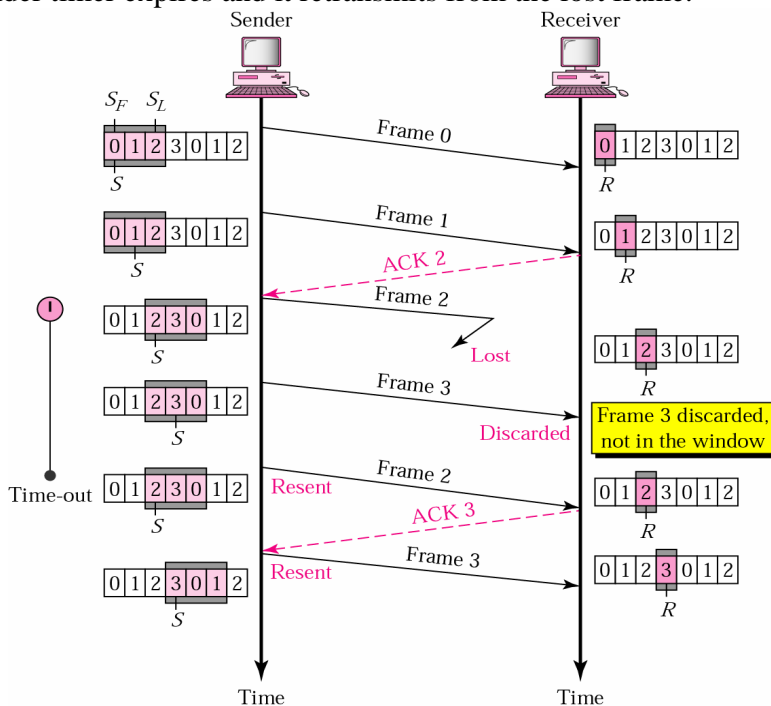 der timer expires and it retransmits from the lost frame.
Sender Receiver
S_F S_L
0 1 2 3 0 1 2
S
Frame 0
0 1 2 3 0 1 2
R
0 1 2 3 0 1 2
S
Frame 1
0 1 2 3 0 1 2
R
ACK 2
0 1 2 3 0 1 2
S
Frame 2
Lost
0 1 2 3 0 1 2
R
0 1 2 3 0 1 2
S
Frame 3
Discarded
Frame 3 discarded,
not in the window
Time-out
0 1 2 3 0 1 2
S
Resent
Frame 2
0 1 2 3 0 1 2
R
ACK 3
0 1 2 3 0 1 2
S
Resent
Frame 3
0 1 2 3 0 1 2
R
Time Time